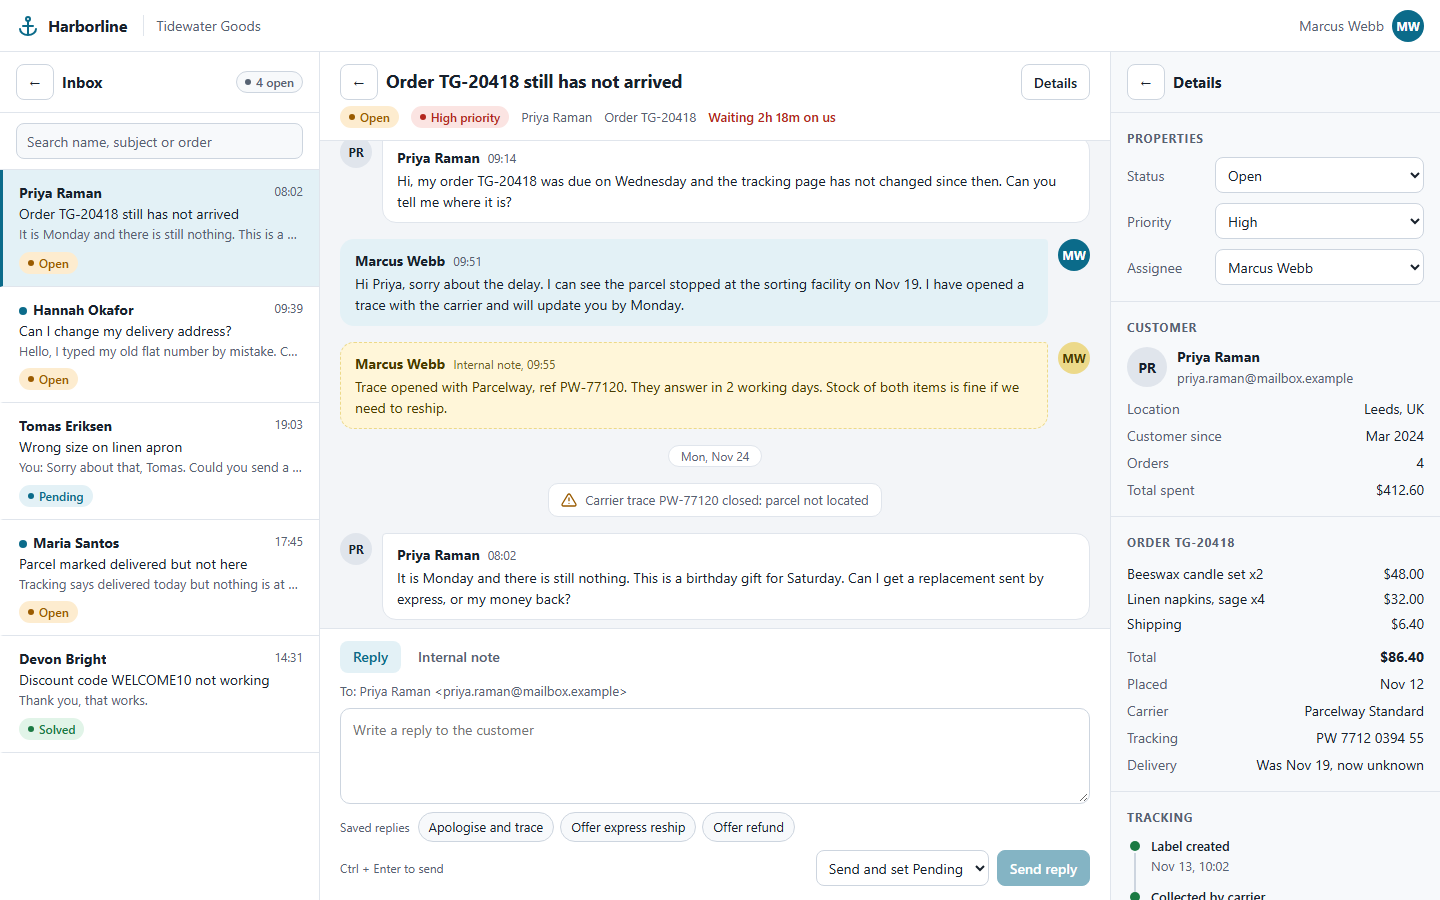 Harborline
Tidewater Goods
Marcus Webb
MW
←
Inbox
4 open
Search name, subject or order
Priya Raman
08:02
Order TG-20418 still has not arrived
It is Monday and there is still nothing. This is a ...
Open
Hannah Okafor
09:39
Can I change my delivery address?
Hello, I typed my old flat number by mistake. C...
Open
Tomas Eriksen
19:03
Wrong size on linen apron
You: Sorry about that, Tomas. Could you send a ...
Pending
Maria Santos
17:45
Parcel marked delivered but not here
Tracking says delivered today but nothing is at ...
Open
Devon Bright
14:31
Discount code WELCOME10 not working
Thank you, that works.
Solved
←
Order TG-20418 still has not arrived
Details
Open
High priority
Priya Raman
Order TG-20418
Waiting 2h 18m on us
PR
Priya Raman 09:14
Hi, my order TG-20418 was due on Wednesday and the tracking page has not changed since then. Can you
tell me where it is?
Marcus Webb 09:51
Hi Priya, sorry about the delay. I can see the parcel stopped at the sorting facility on Nov 19. I have opened a
trace with the carrier and will update you by Monday.
MW
Marcus Webb Internal note, 09:55
Trace opened with Parcelway, ref PW-77120. They answer in 2 working days. Stock of both items is fine if we
need to reship.
MW
Mon, Nov 24
Carrier trace PW-77120 closed: parcel not located
PR
Priya Raman 08:02
It is Monday and there is still nothing. This is a birthday gift for Saturday. Can I get a replacement sent by
express, or my money back?
Reply
Internal note
To: Priya Raman <priya.raman@mailbox.example>
Write a reply to the customer
Saved replies
Apologise and trace
Offer express reship
Offer refund
Ctrl + Enter to send
Send and set Pending
Send reply
←
Details
PROPERTIES
Status
Open
Priority
High
Assignee
Marcus Webb
CUSTOMER
PR
Priya Raman
priya.raman@mailbox.example
Location
Leeds, UK
Customer since
Mar 2024
Orders
4
Total spent
$412.60
ORDER TG-20418
Beeswax candle set x2
$48.00
Linen napkins, sage x4
$32.00
Shipping
$6.40
Total
$86.40
Placed
Nov 12
Carrier
Parcelway Standard
Tracking
PW 7712 0394 55
Delivery
Was Nov 19, now unknown
TRACKING
Label created
Nov 13, 10:02
Collected by carrier